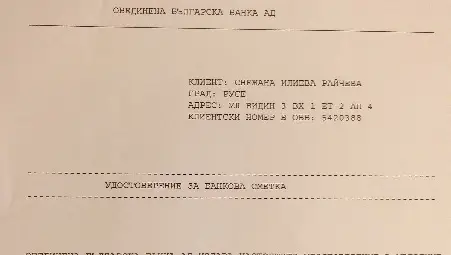 ОБЕДИНЕНА БЪЛГАРСКА БАНКА АД
КЛИЕНТ: СНЕЖАНА ИЛИЕВА РАЙЧЕВА
ГРАД: РУСЕ
АДРЕС: УЛ ВИДИН 3 ВХ 1 ЕТ 2 АП 4
КЛИЕНТСКИ НОМЕР В ОББ: 5420388
УДОСТОВЕРЕНИЕ ЗА БАНКОВА СМЕТКА